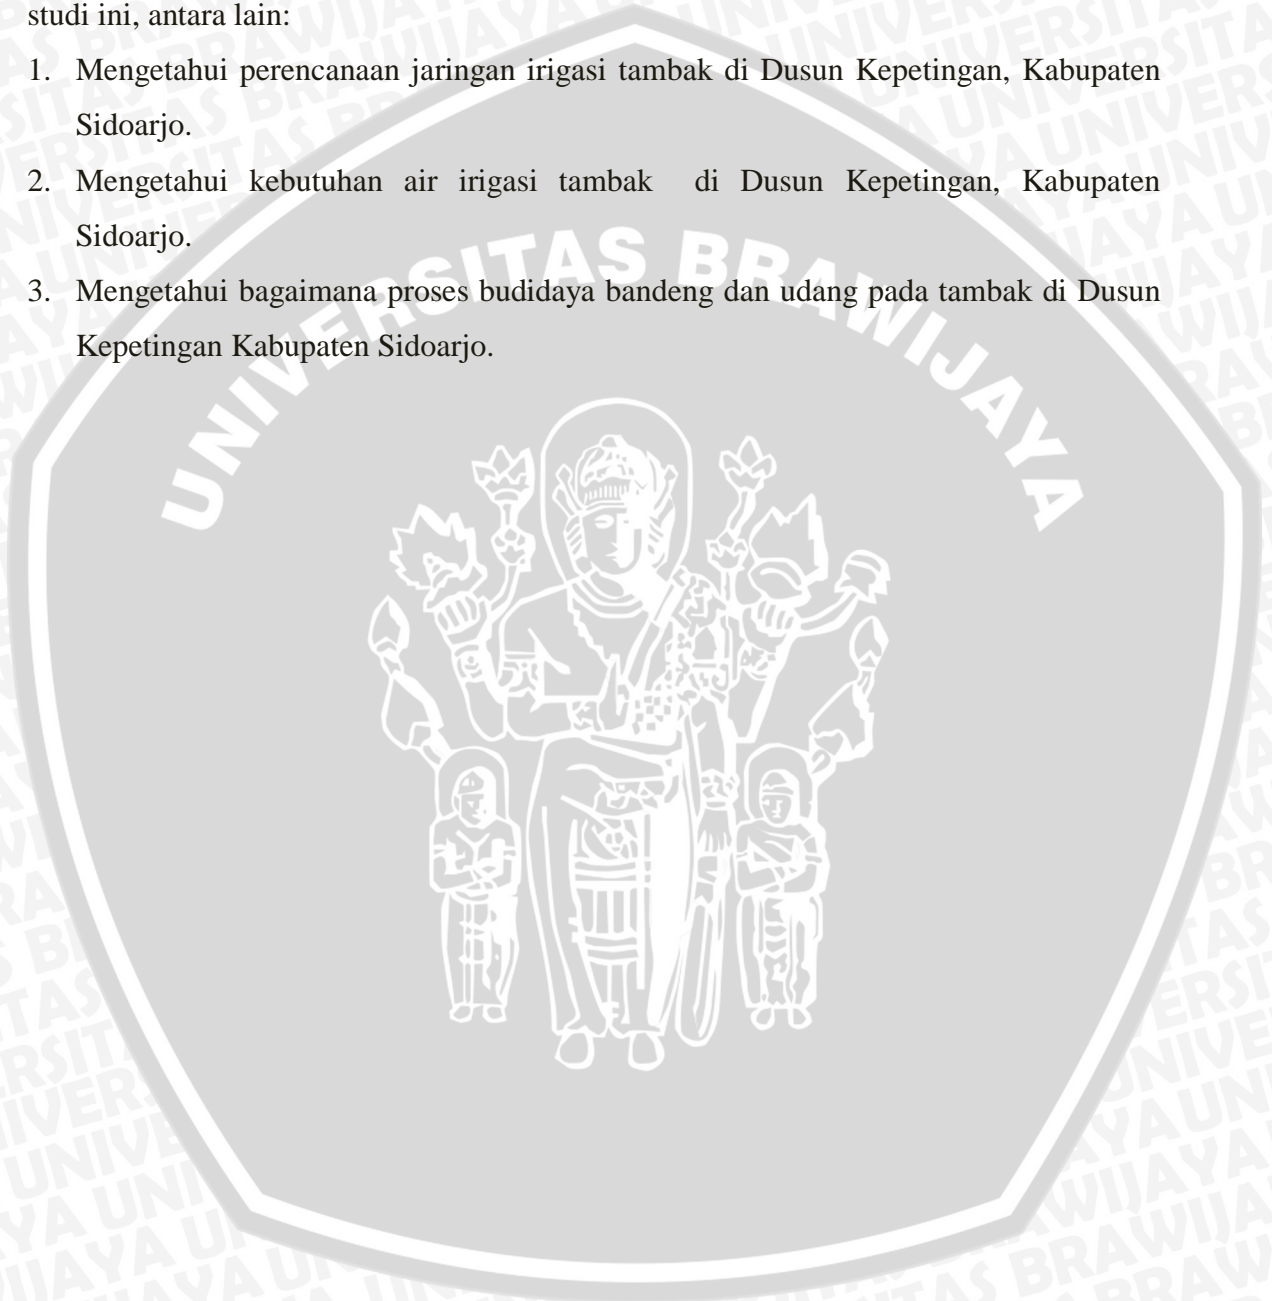 studi ini, antara lain:
1. Mengetahui perencanaan jaringan irigasi tambak di Dusun Kepetingan, Kabupaten
Sidoarjo.
2. Mengetahui kebutuhan air irigasi tambak di Dusun Kepetingan, Kabupaten
Sidoarjo.
3. Mengetahui bagaimana proses budidaya bandeng dan udang pada tambak di Dusun
Kepetingan Kabupaten Sidoarjo.
UNIVERSITAS BRAWIJAYA